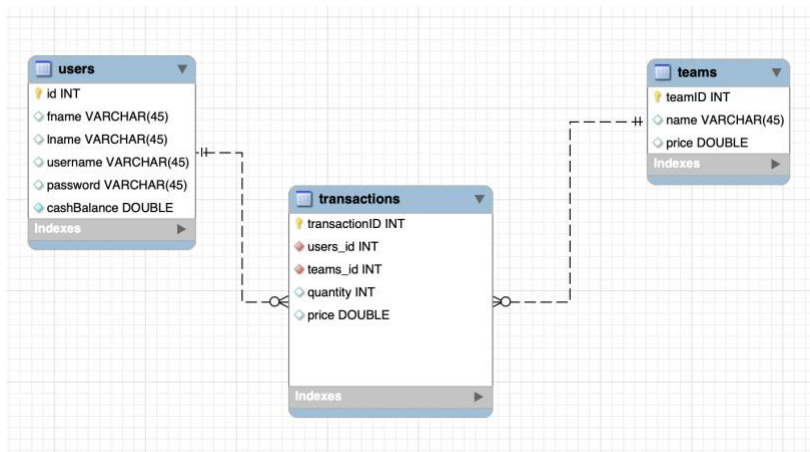 users
id INT
fname VARCHAR(45)
lname VARCHAR(45)
username VARCHAR(45)
password VARCHAR(45)
cashBalance DOUBLE
Indexes
transactions
transactionID INT
users_id INT
teams_id INT
quantity INT
price DOUBLE
Indexes
teams
teamID INT
name VARCHAR(45)
price DOUBLE
Indexes